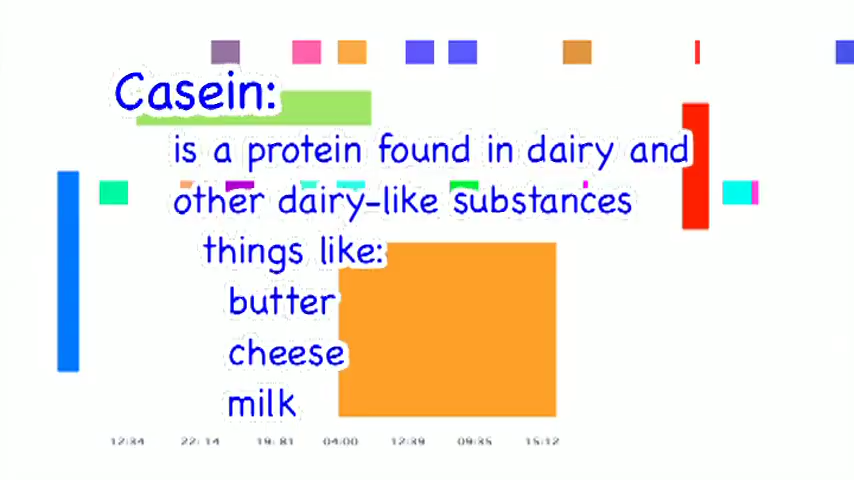 Casein:
is a protein found in dairy and
other dairy-like substances
things like:
butter
cheese
milk
12:34 22:14 19:81 04:00 12:39 09:35 15:12